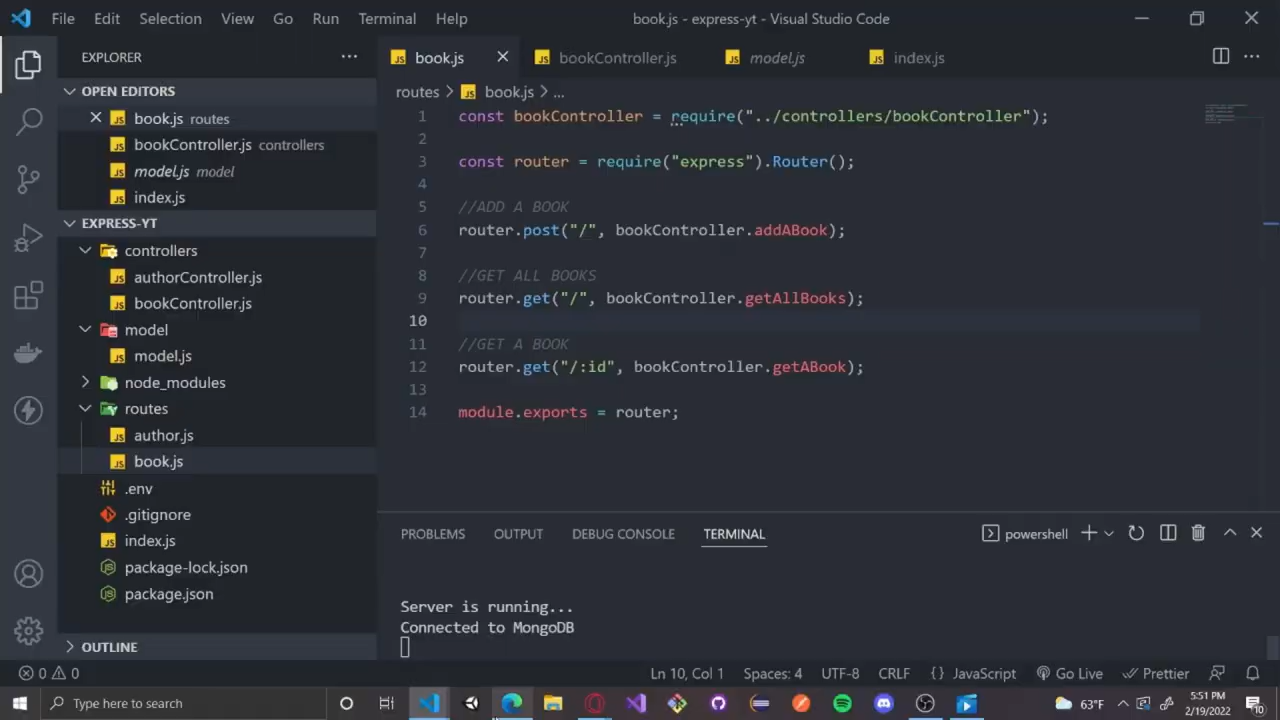 File Edit Selection View Go Run Terminal Help
book.js - express-yt - Visual Studio Code
EXPLORER
OPEN EDITORS
book.js routes
bookController.js controllers
model.js model
index.js
EXPRESS-YT
controllers
authorController.js
bookController.js
model
model.js
node_modules
routes
author.js
book.js
.env
.gitignore
index.js
package-lock.json
package.json
OUTLINE
book.js bookController.js model.js index.js
routes > book.js > ...
1 const bookController = require("../controllers/bookController");
2
3 const router = require("express").Router();
4
5 //ADD A BOOK
6 router.post("/", bookController.addABook);
7
8 //GET ALL BOOKS
9 router.get("/", bookController.getAllBooks);
10
11 //GET A BOOK
12 router.get("/:id", bookController.getABook);
13
14 module.exports = router;
PROBLEMS OUTPUT DEBUG CONSOLE TERMINAL
powershell
Server is running...
Connected to MongoDB
0 0
Ln 10, Col 1 Spaces: 4 UTF-8 CRLF {} JavaScript Go Live Prettier
Type here to search
63°F
5:51 PM
2/19/2022
10